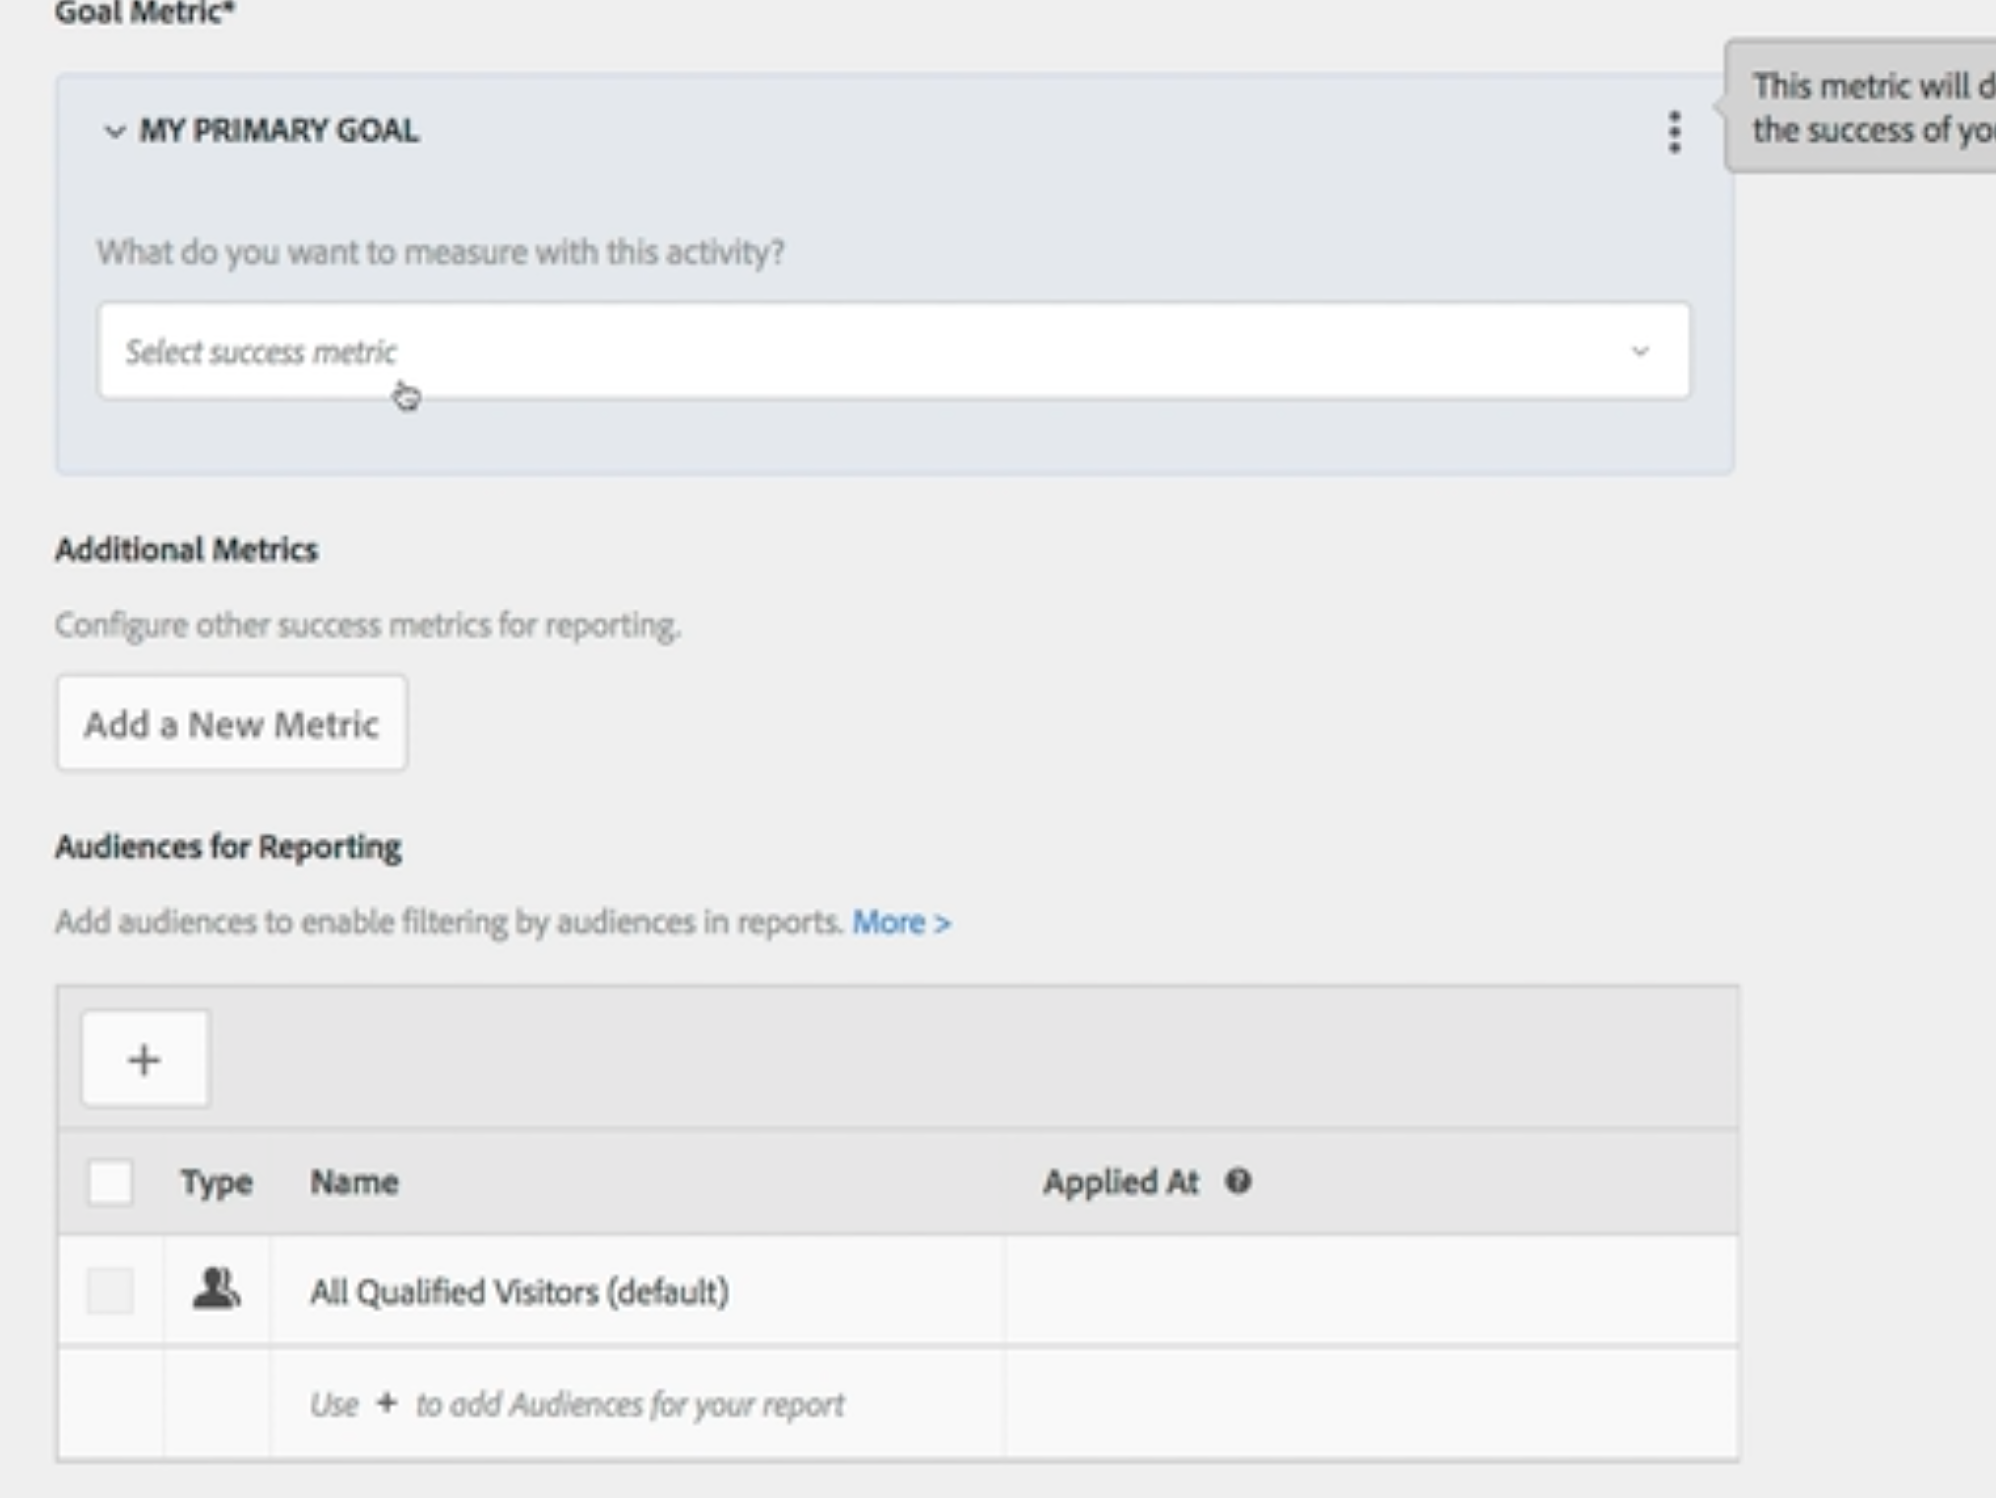 Goal Metric*
This metric will
the success of
MY PRIMARY GOAL
What do you want to measure with this activity?
Select success metric
Additional Metrics
Configure other success metrics for reporting.
Add a New Metric
Audiences for Reporting
Add audiences to enable filtering by audiences in reports. More >
+
Type Name Applied At ?
All Qualified Visitors (default)
Use + to add Audiences for your report